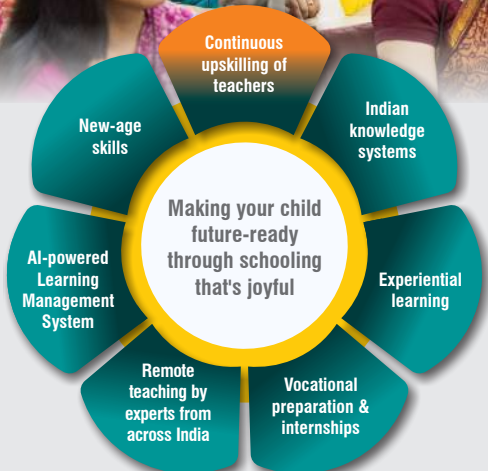 Continuous
upskilling of
teachers
Indian
knowledge
systems
Experiential
learning
Vocational
preparation &
internships
Remote
teaching by
experts from
across India
AI-powered
Learning
Management
System
New-age
skills
Making your child
future-ready
through schooling
that's joyful